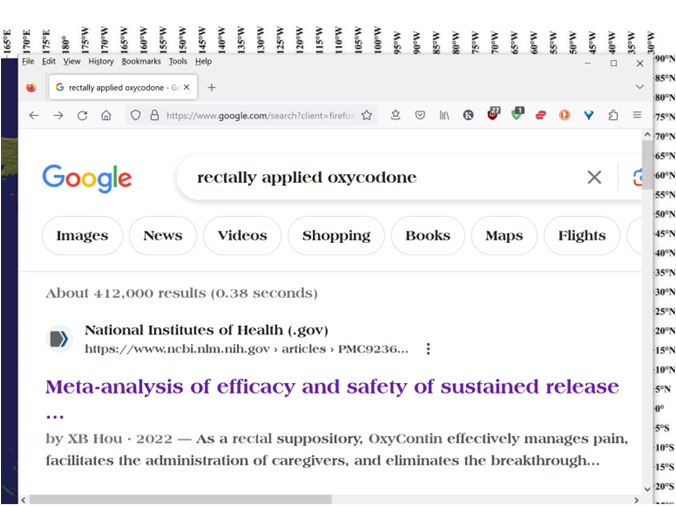 165°E 170°E 175°E 180° 175°W 170°W 165°W 160°W 155°W 150°W 145°W 140°W 135°W 130°W 125°W 120°W 115°W 110°W 105°W 100°W 95°W 90°W 85°W 80°W 75°W 70°W 65°W 60°W 55°W 50°W 45°W 40°W 35°W 30°W
File Edit View History Bookmarks Tools Help
rectally applied oxycodone - Go
https://www.google.com/search?client=firefox
27
1
Google
rectally applied oxycodone
Images News Videos Shopping Books Maps Flights
About 412,000 results (0.38 seconds)
National Institutes of Health (.gov)
https://www.ncbi.nlm.nih.gov › articles › PMC9236...
Meta-analysis of efficacy and safety of sustained release
...
by XB Hou · 2022 — As a rectal suppository, OxyContin effectively manages pain,
facilitates the administration of caregivers, and eliminates the breakthrough...
90°N
85°N
80°N
75°N
70°N
65°N
60°N
55°N
50°N
45°N
40°N
35°N
30°N
25°N
20°N
15°N
10°N
5°N
0°
5°S
10°S
15°S
20°S